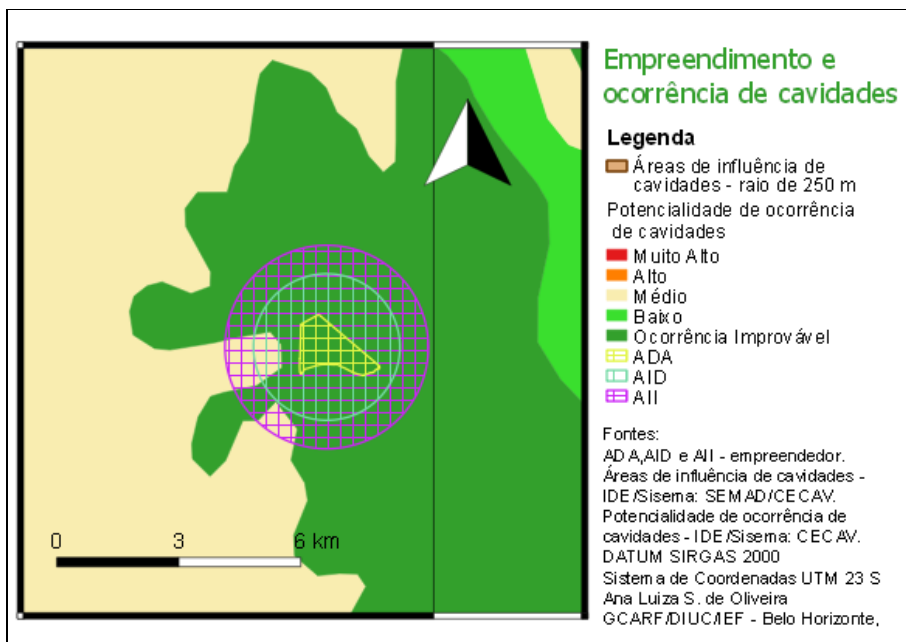 Empreendimento e
ocorrência de cavidades
Legenda
Áreas de influência de
cavidades - raio de 250 m
Potencialidade de ocorrência
de cavidades
Muito Alto
Alto
Médio
Baixo
Ocorrência Improvável
ADA
AID
AII
Fontes:
ADA,AID e AII - empreendedor.
Áreas de influência de cavidades -
IDE/Sisema: SEMAD/CECAV.
Potencialidade de ocorrência de
cavidades - IDE/Sisema: CECAV.
DATUM SIRGAS 2000
Sistema de Coordenadas UTM 23 S
Ana Luiza S. de Oliveira
GCARF/DIUC/IEF - Belo Horizonte,
0 3 6 km